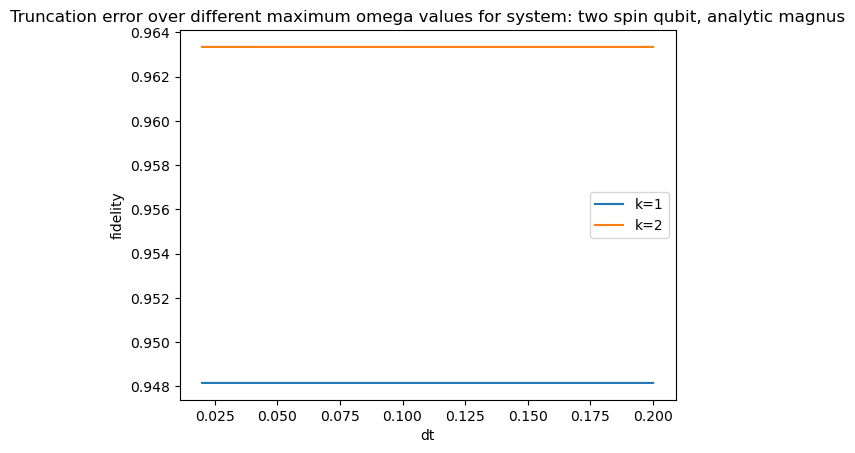 Truncation error over different maximum omega values for system: two spin qubit, analytic magnus
0.964
0.962
0.960
0.958
0.956
0.954
0.952
0.950
0.948
fidelity
k=1
k=2
0.025 0.050 0.075 0.100 0.125 0.150 0.175 0.200
dt